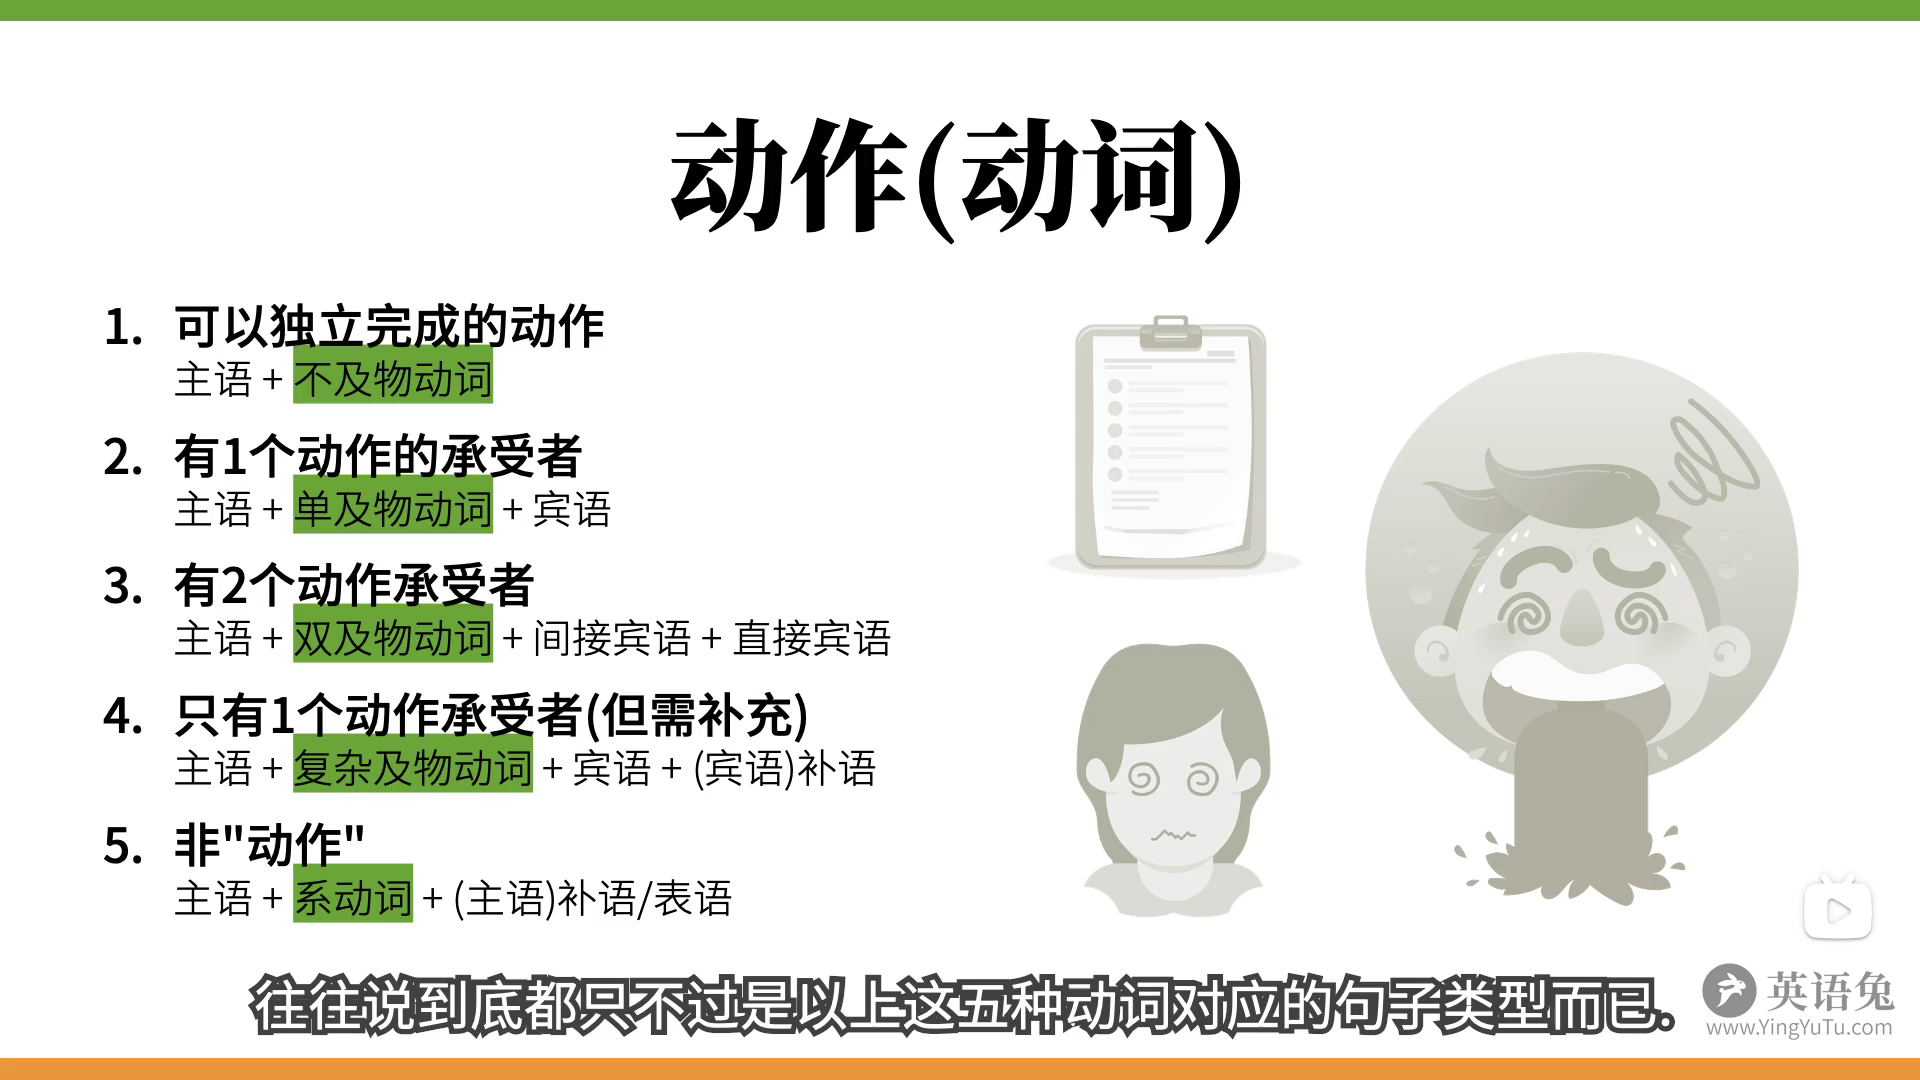 动作(动词)
1. 可以独立完成的动作
主语 + 不及物动词
2. 有1个动作的承受者
主语 + 单及物动词 + 宾语
3. 有2个动作承受者
主语 + 双及物动词 + 间接宾语 + 直接宾语
4. 只有1个动作承受者(但需补充)
主语 + 复杂及物动词 + 宾语 + (宾语)补语
5. 非"动作"
主语 + 系动词 + (主语)补语/表语
往往说到底都只不过是以上这五种动词对应的句子类型而已。
英语兔
www.YingYuTu.com